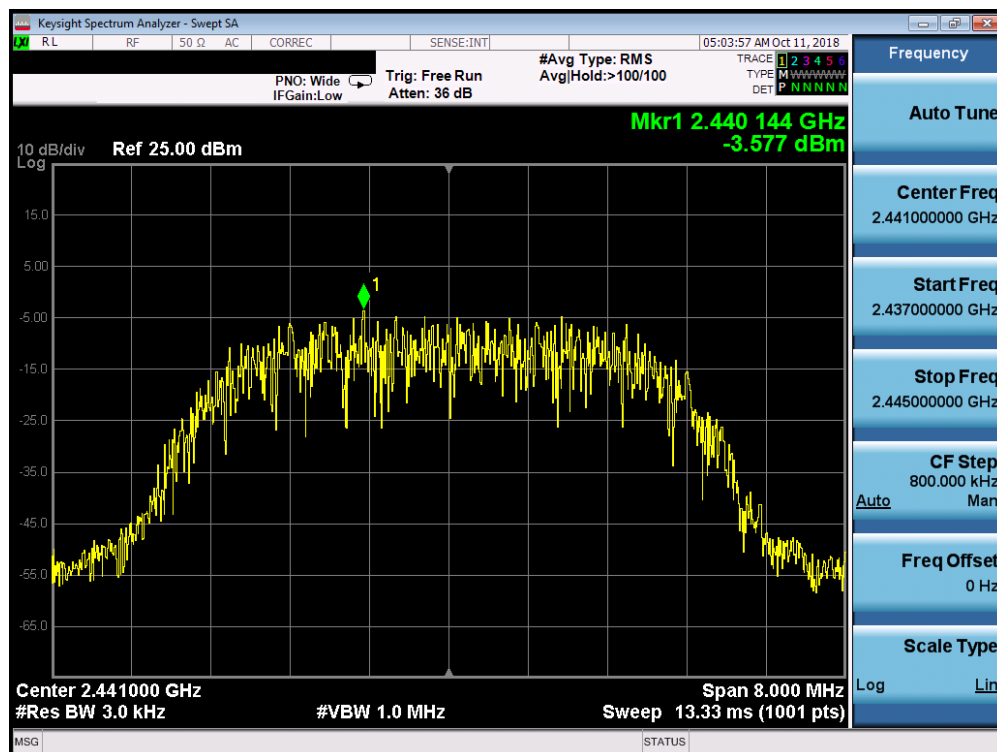 Keysight Spectrum Analyzer - Swept SA
LXI RL RF 50 Ω AC CORREC SENSE:INT 05:03:57 AM Oct 11, 2018
PNO: Wide
IFGain:Low
Trig: Free Run
Atten: 36 dB
#Avg Type: RMS
Avg|Hold:>100/100
TRACE 1 2 3 4 5 6
TYPE M W W W W W
DET P N N N N N
Mkr1 2.440 144 GHz
-3.577 dBm
10 dB/div Ref 25.00 dBm
Log
1
15.0
5.00
-5.00
-15.0
-25.0
-35.0
-45.0
-55.0
-65.0
Center 2.441000 GHz Span 8.000 MHz
#Res BW 3.0 kHz #VBW 1.0 MHz Sweep 13.33 ms (1001 pts)
MSG STATUS
Frequency
Auto Tune
Center Freq
2.441000000 GHz
Start Freq
2.437000000 GHz
Stop Freq
2.445000000 GHz
CF Step
800.000 kHz
Auto Man
Freq Offset
0 Hz
Scale Type
Log Lin